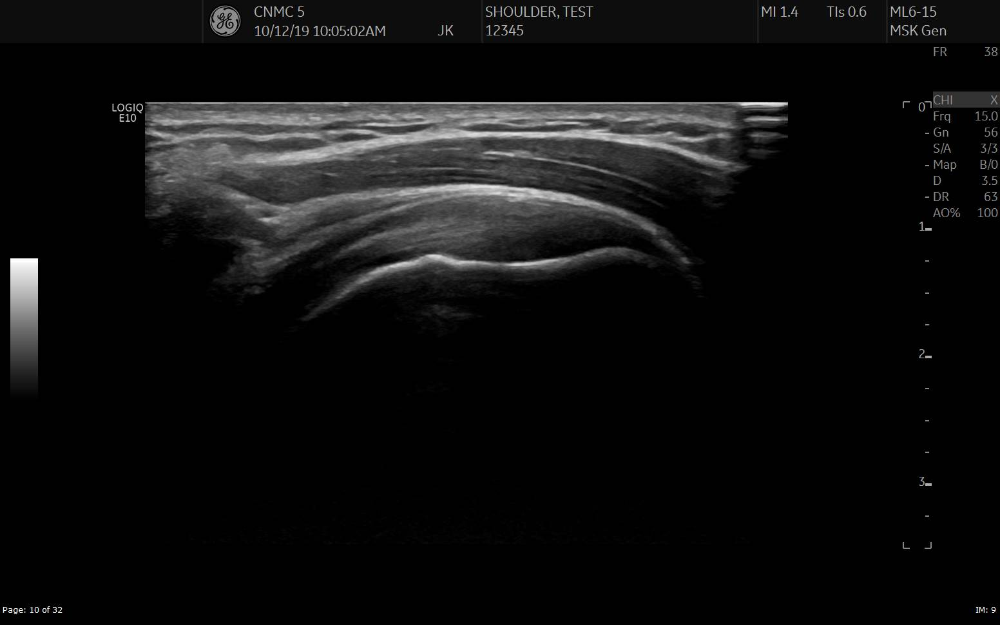 CNMC 5
10/12/19 10:05:02AM JK
SHOULDER, TEST
12345
MI 1.4 TIs 0.6
ML6-15
MSK Gen
FR 38
CHI X
Frq 15.0
Gn 56
S/A 3/3
Map B/0
D 3.5
DR 63
AO% 100
LOGIQ
E10
GE
0
1
2
3
Page: 10 of 32
IM: 9